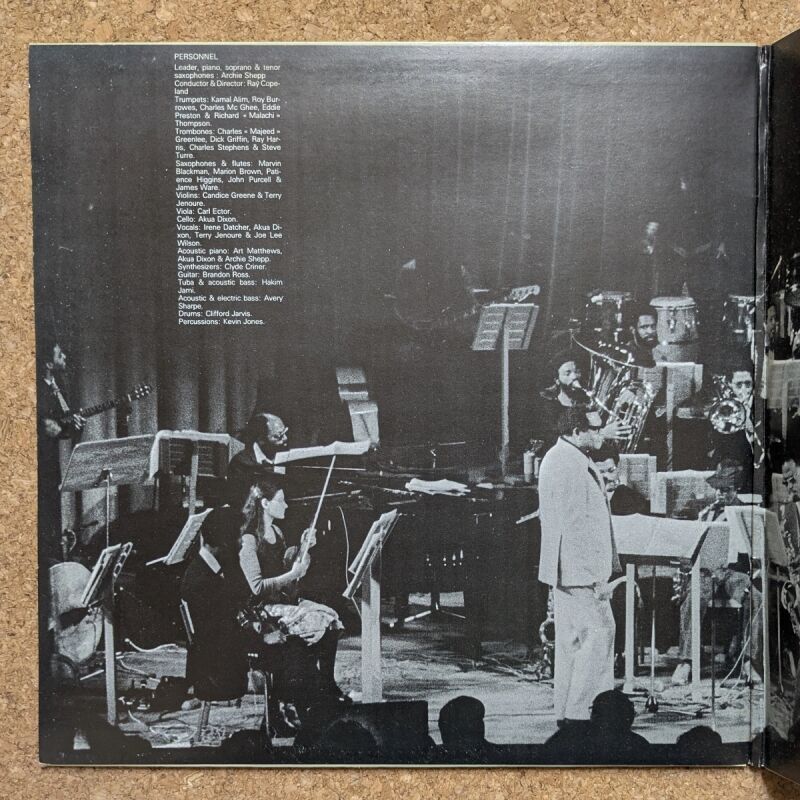 PERSONNEL
Leader, piano, soprano & tenor
saxophones : Archie Shepp
Conductor & Director: Ray Cope-
land
Trumpets: Kamal Alim, Roy Bur-
rowes, Charles Mc Ghee, Eddie
Preston & Richard « Malachi »
Thompson.
Trombones: Charles « Majeed »
Greenlee, Dick Griffin, Ray Har-
ris, Charles Stephens & Steve
Turre.
Saxophones & flutes: Marvin
Blackman, Marion Brown, Pati-
ence Higgins, John Purcell &
James Ware.
Violins: Candice Greene & Terry
Jenoure.
Viola: Carl Ector.
Cello: Akua Dixon.
Vocals: Irene Datcher, Akua Di-
xon, Terry Jenoure & Joe Lee
Wilson.
Acoustic piano: Art Matthews,
Akua Dixon & Archie Shepp.
Synthesizers: Clyde Criner.
Guitar: Brandon Ross.
Tuba & acoustic bass: Hakim
Jami.
Acoustic & electric bass: Avery
Sharpe.
Drums: Clifford Jarvis.
Percussions: Kevin Jones.